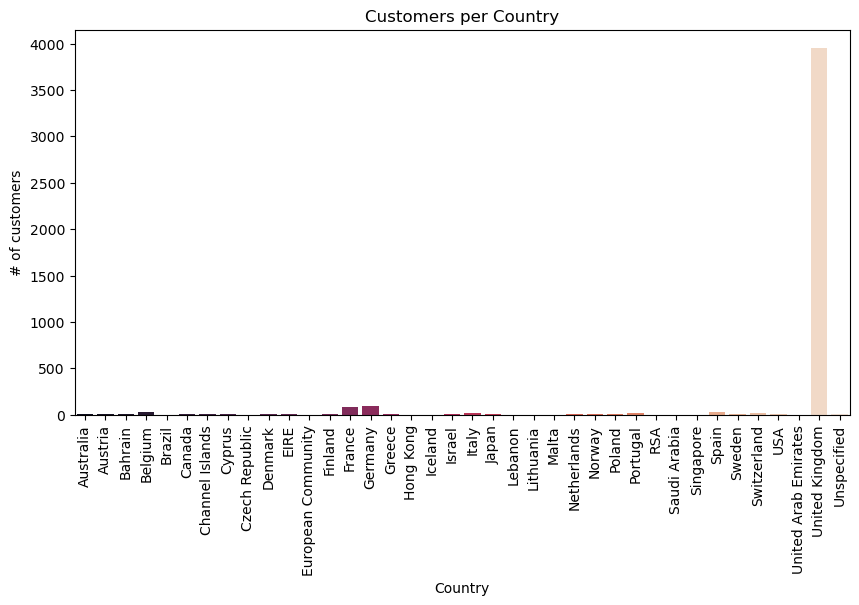 Customers per Country
# of customers
4000
3500
3000
2500
2000
1500
1000
500
0
Australia
Austria
Bahrain
Belgium
Brazil
Canada
Channel Islands
Cyprus
Czech Republic
Denmark
EIRE
European Community
Finland
France
Germany
Greece
Hong Kong
Iceland
Israel
Italy
Japan
Lebanon
Lithuania
Malta
Netherlands
Norway
Poland
Portugal
RSA
Saudi Arabia
Singapore
Spain
Sweden
Switzerland
USA
United Arab Emirates
United Kingdom
Unspecified
Country